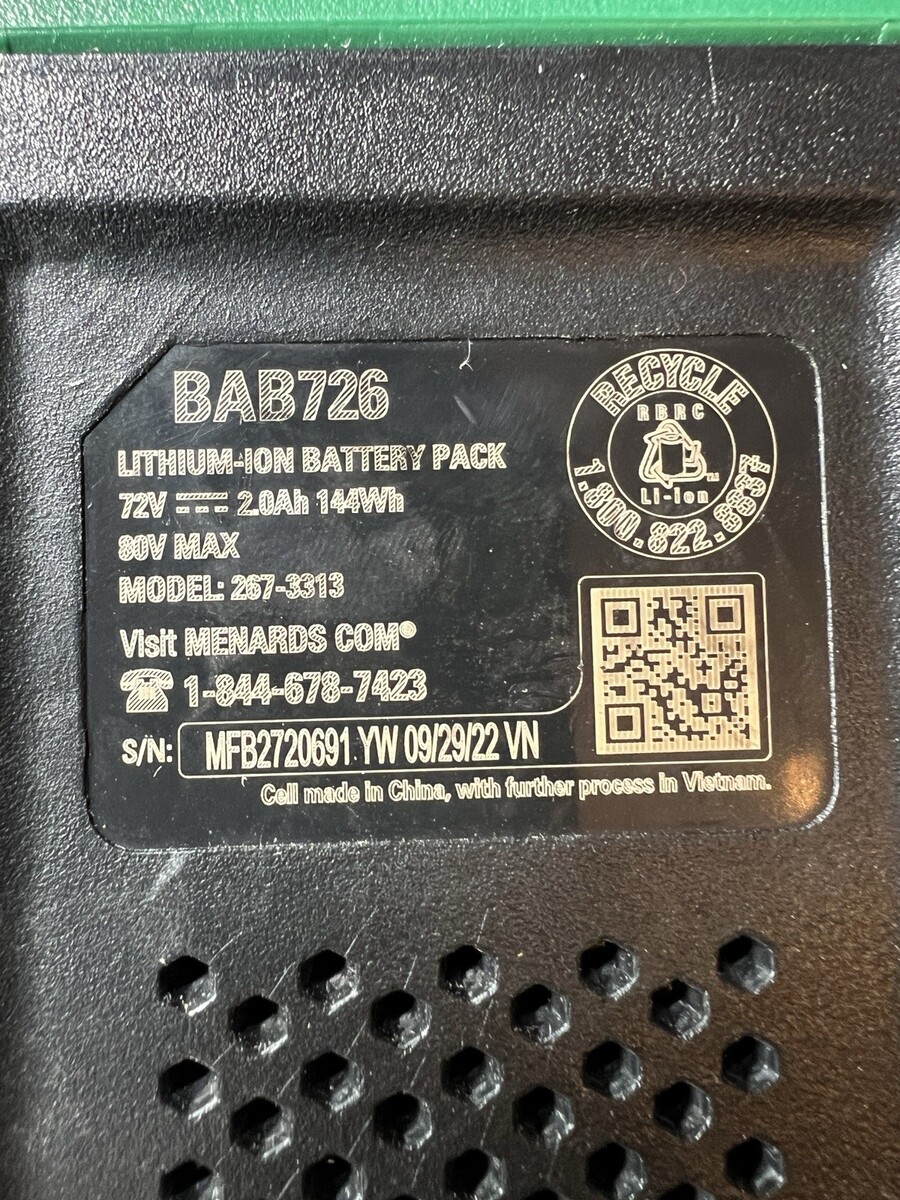 BAB726
LITHIUM-ION BATTERY PACK
72V 2.0Ah 144Wh
80V MAX
MODEL: 267-3313
Visit MENARDS COM®
1-844-678-7423
S/N: MFB2720691 YW 09/29/22 VN
Cell made in China, with further process in Vietnam.
RECYCLE
RBRC
TM
Li-ion
1.800.822.8837